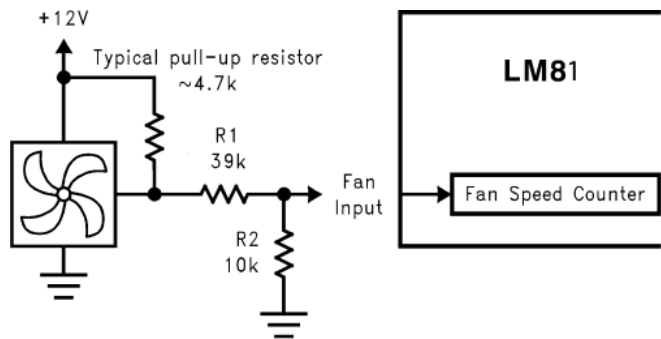 +12V
Typical pull-up resistor
~4.7k
R1
39k
R2
10k
Fan
Input
LM81
Fan Speed Counter